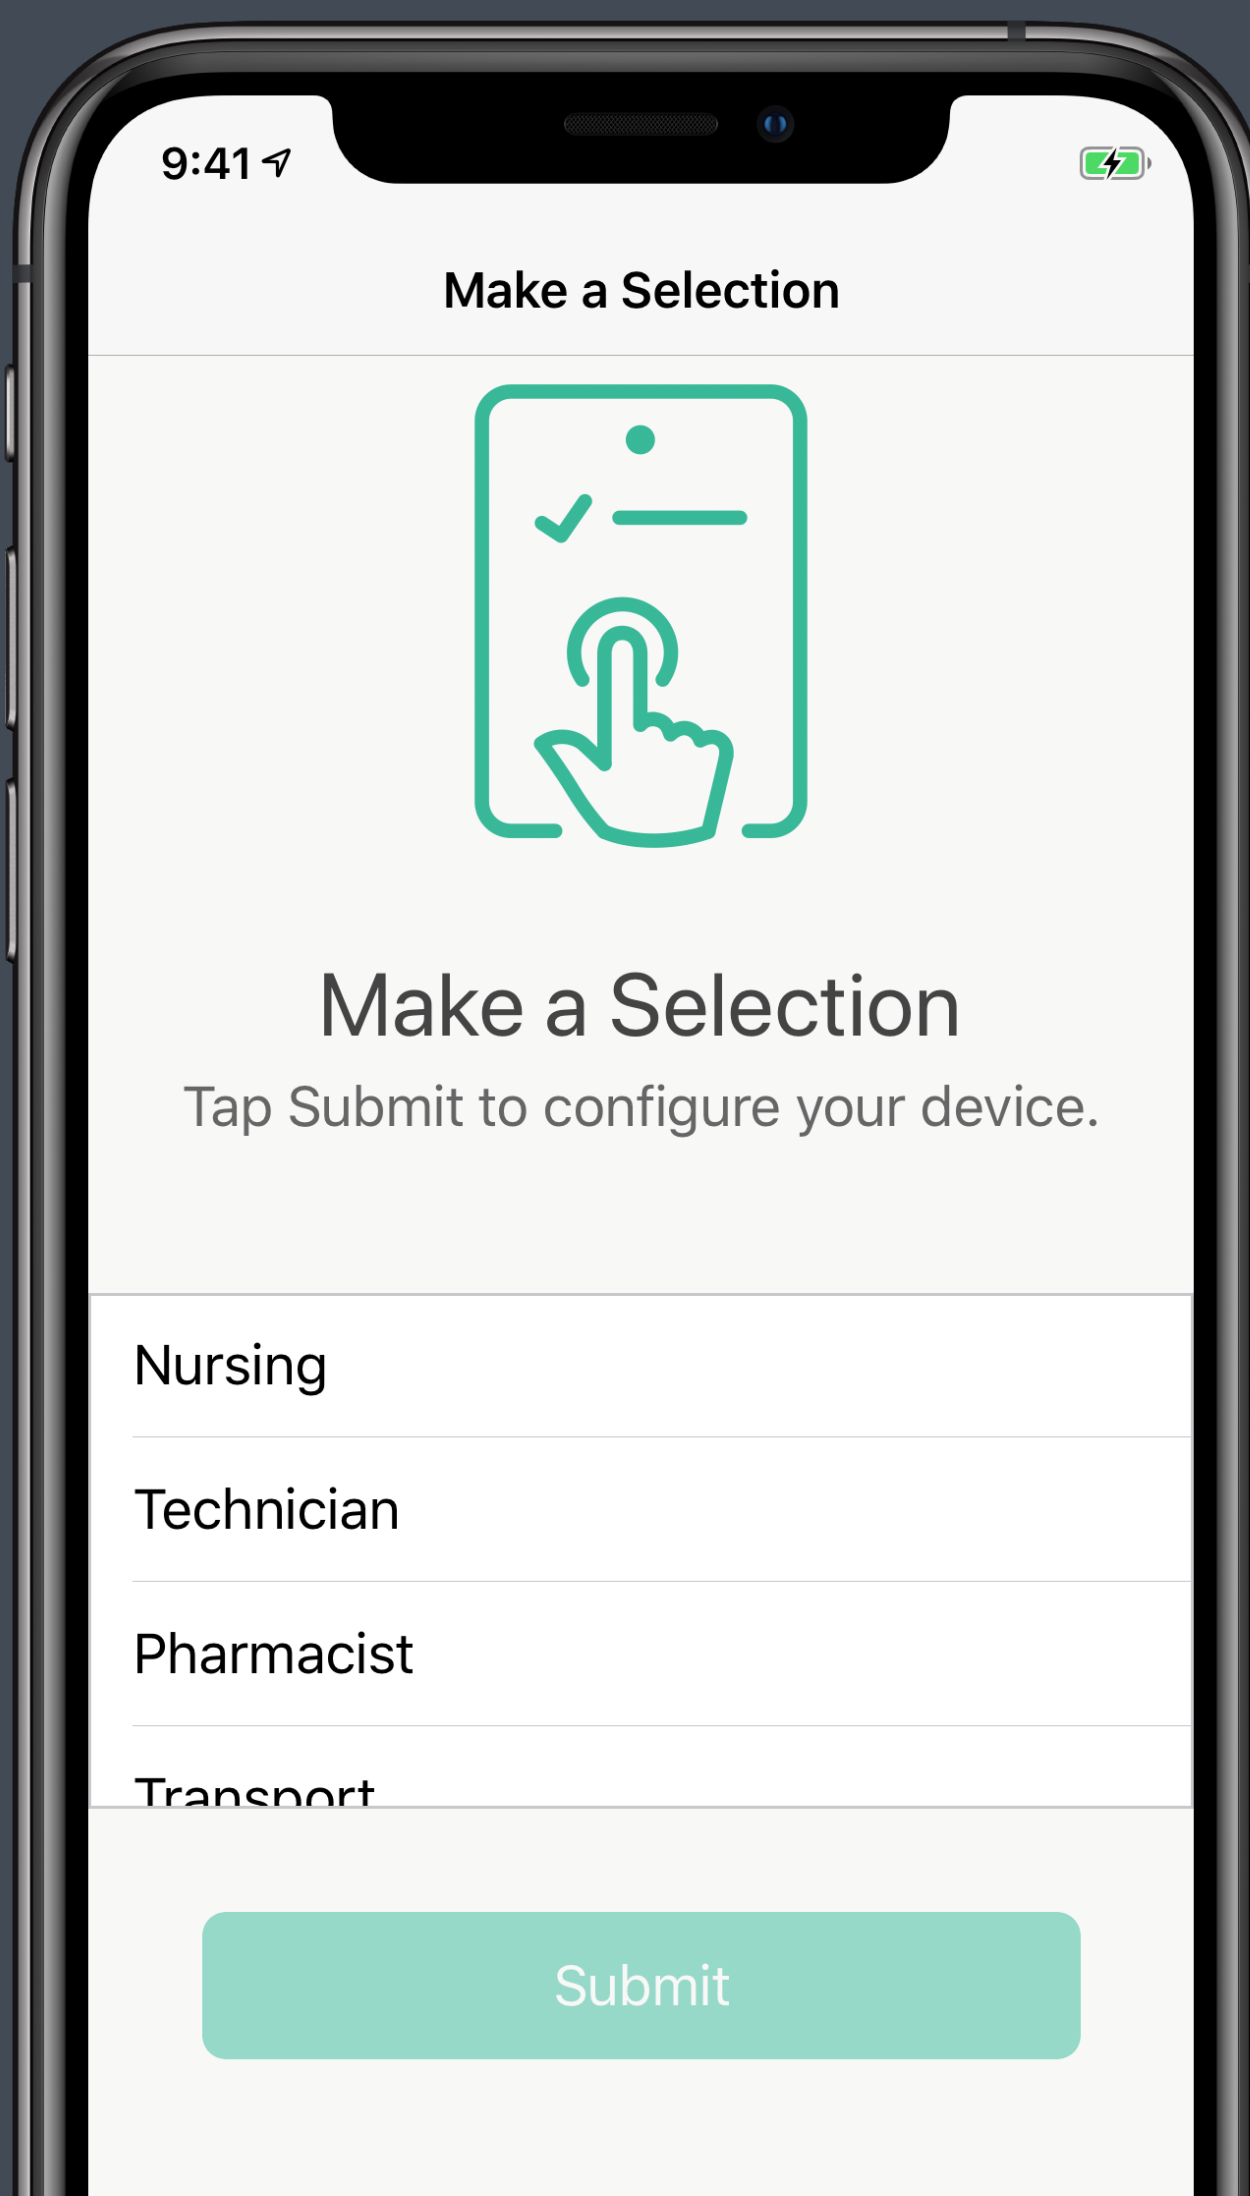 9:41
Make a Selection
Make a Selection
Tap Submit to configure your device.
Nursing
Technician
Pharmacist
Transport
Submit